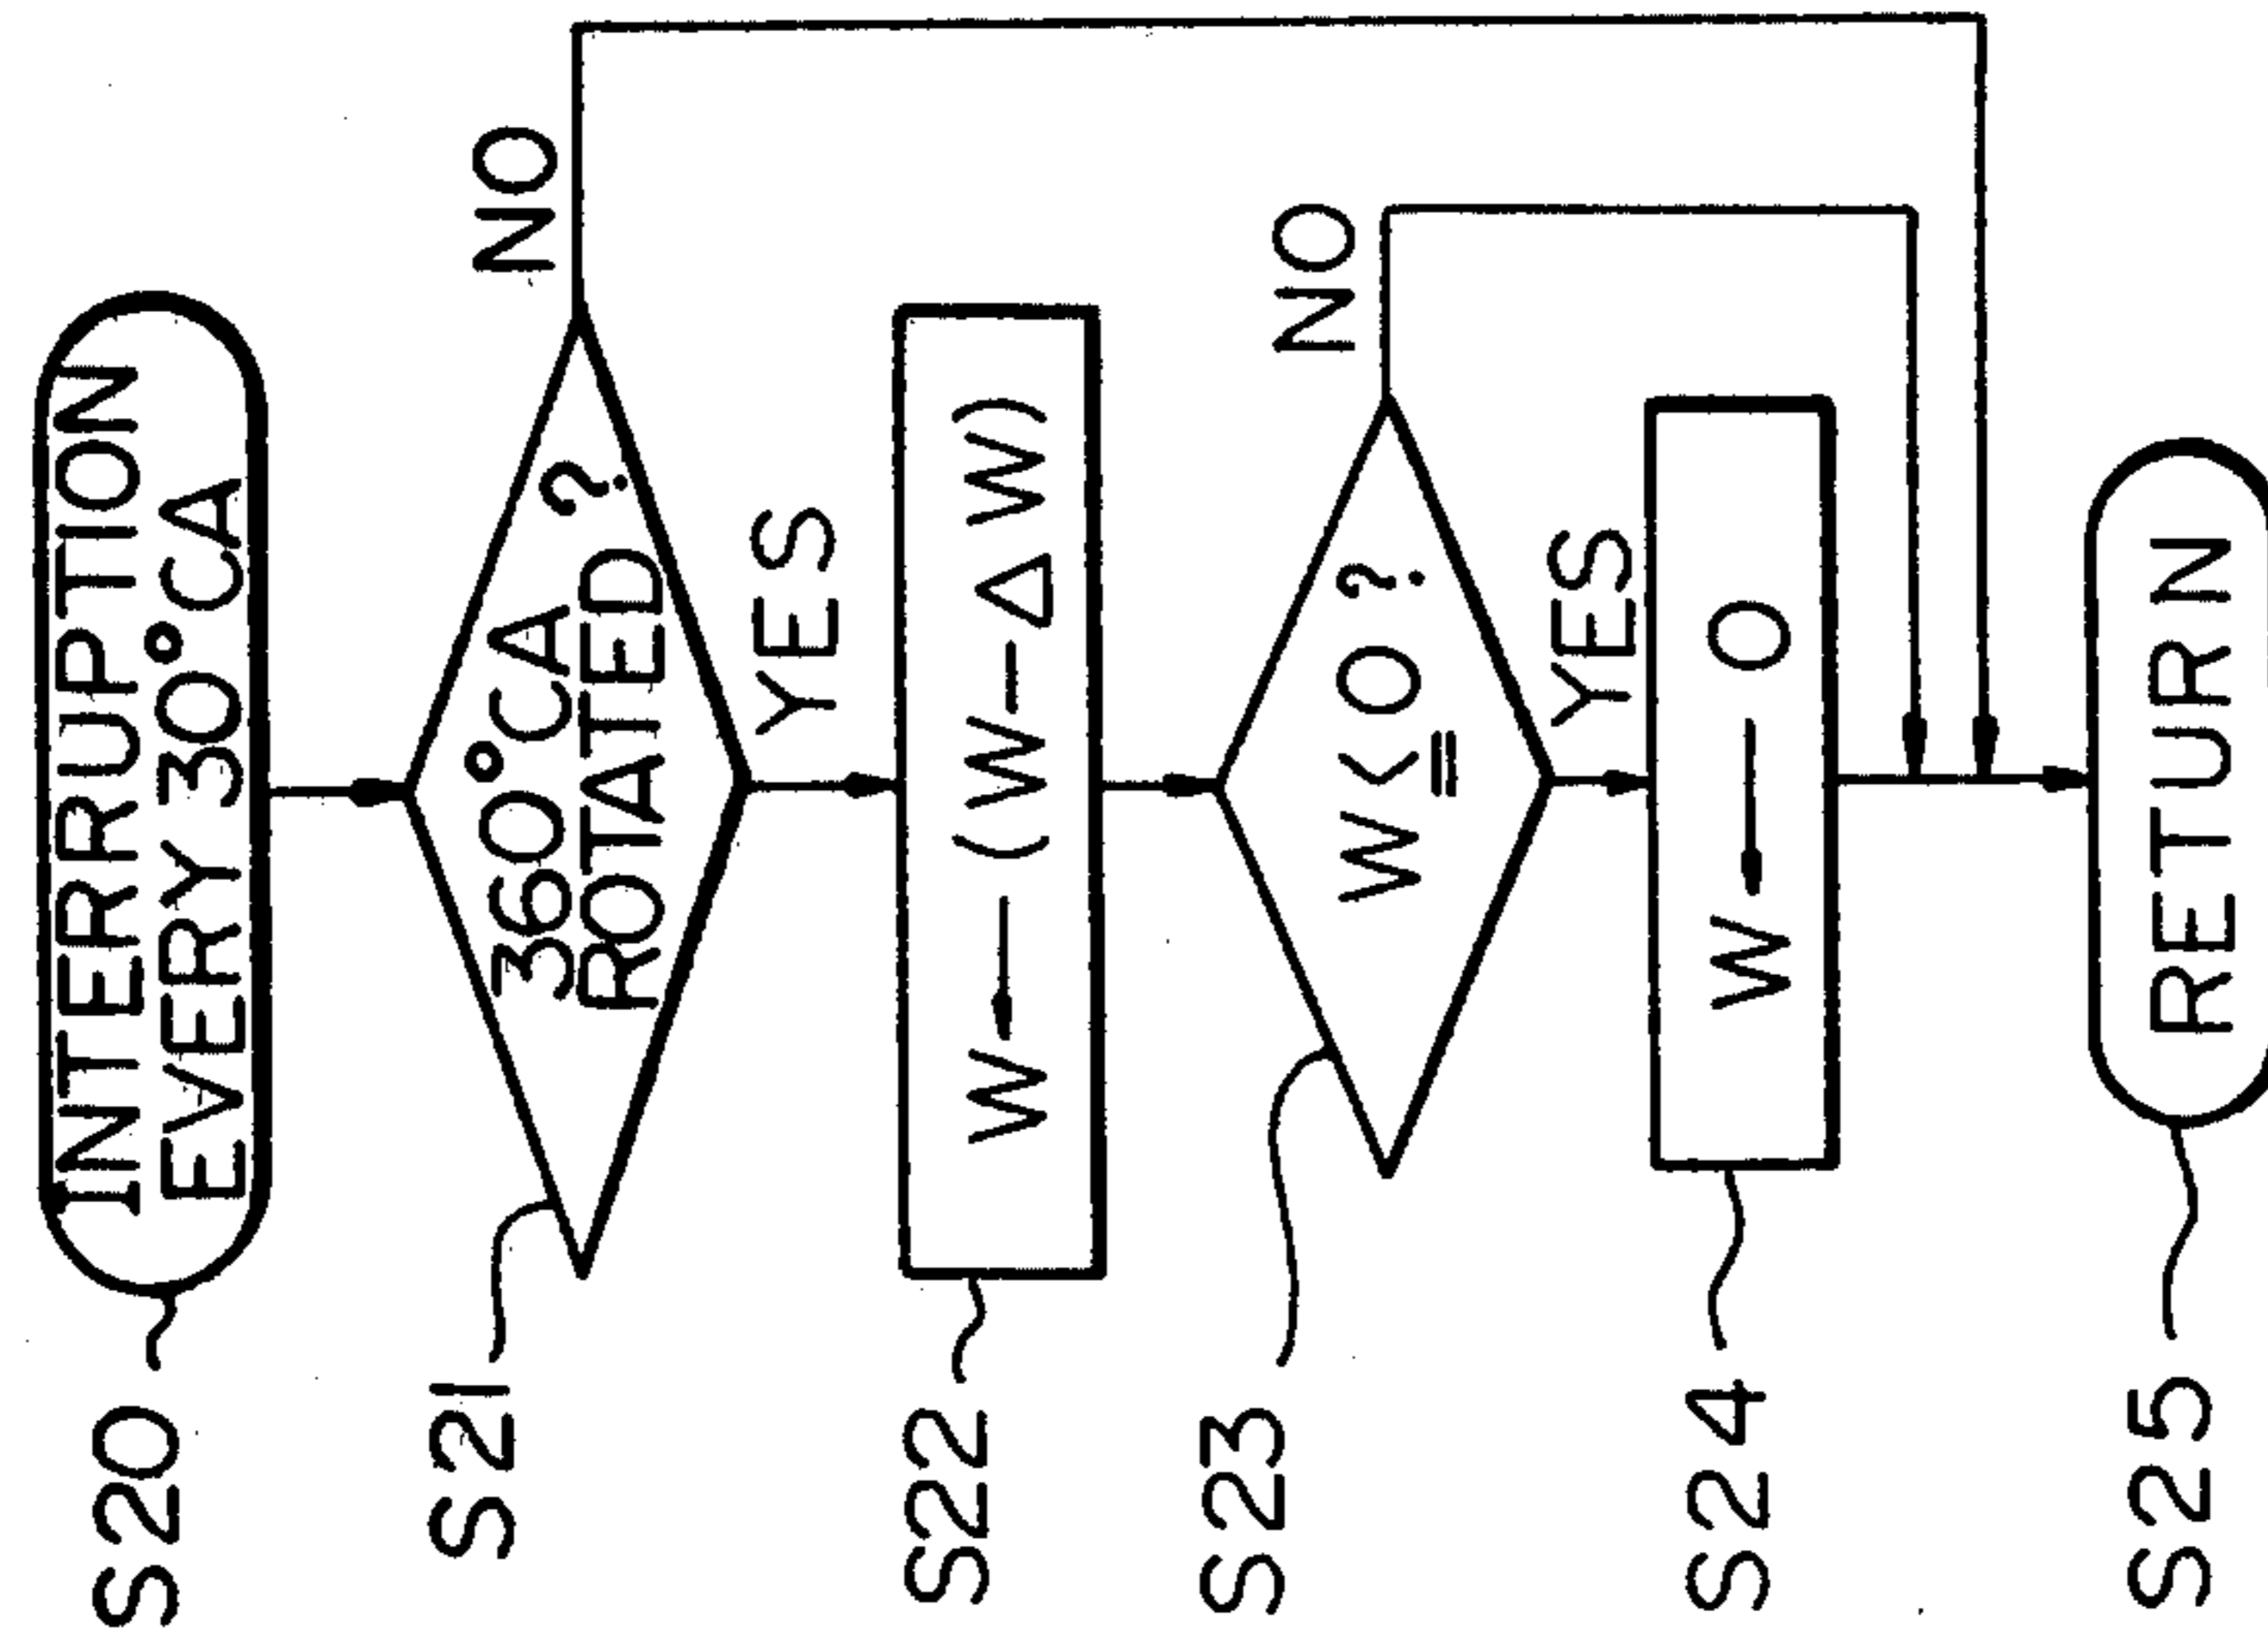 S20
INTERRUPTION
EVERY 30°CA
S21
360°CA ?
ROTATED
NO
YES
S22
W ← (W − Δ W)
S23
W ≦ 0 ?
NO
YES
S24
W ← 0
S25
RETURN